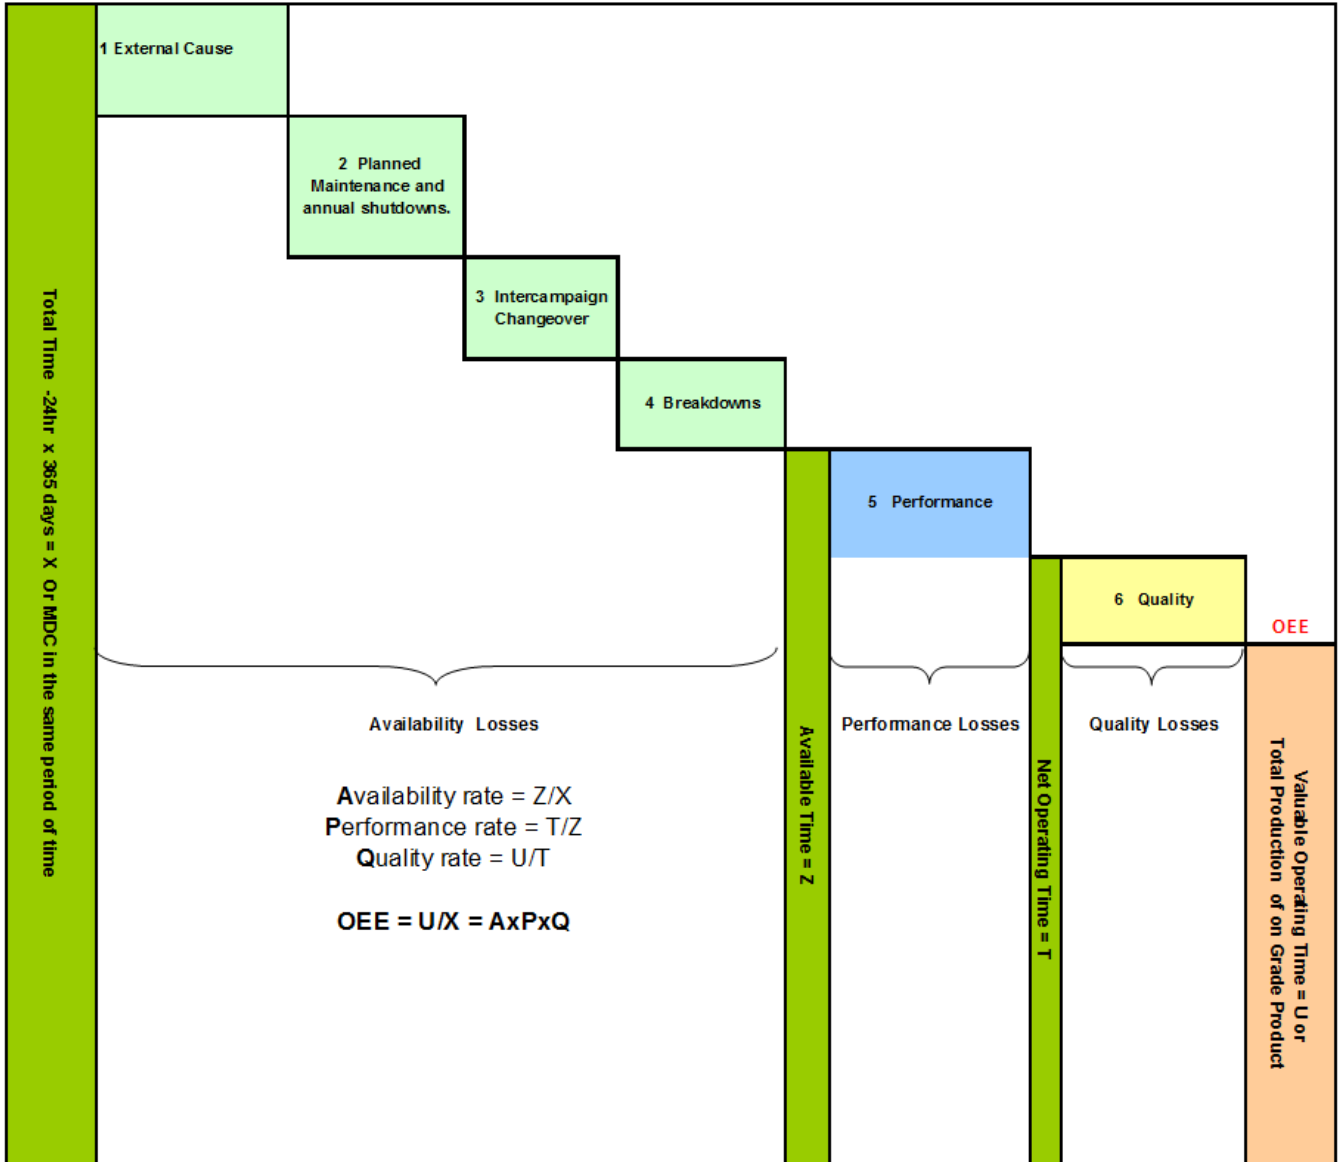 1 External Cause
2 Planned
Maintenance and
annual shutdowns.
3 Intercampaign
Changeover
4 Breakdowns
5 Performance
6 Quality
OEE
Total Time -24hr x 365 days = X Or MDC in the same period of time
Availability Losses
Availability rate = Z/X
Performance rate = T/Z
Quality rate = U/T
OEE = U/X = AxPxQ
Available Time = Z
Performance Losses
Net Operating Time = T
Quality Losses
Valuable Operating Time = U or
Total Production of on Grade Product